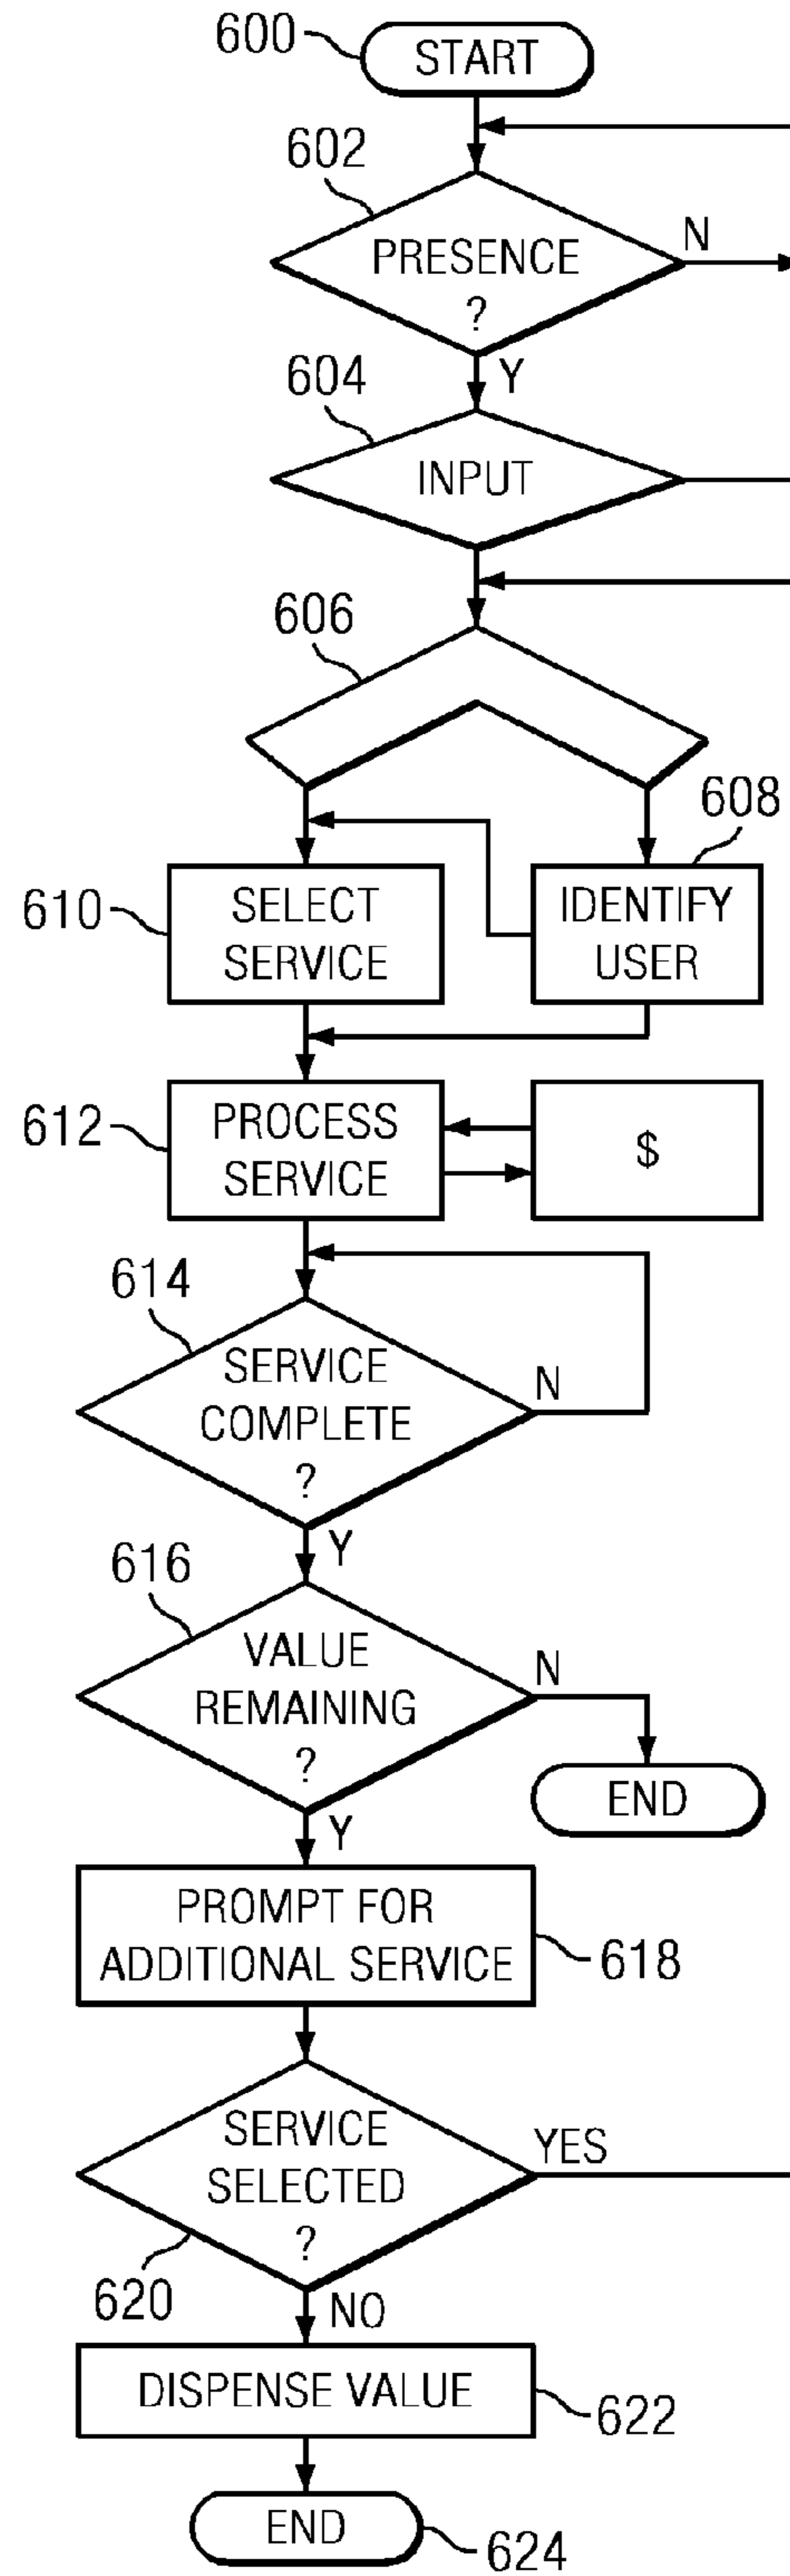 600
START
602
PRESENCE
?
N
Y
604
INPUT
606
608
610
SELECT
SERVICE
IDENTIFY
USER
612
PROCESS
SERVICE
$
614
SERVICE
COMPLETE
?
N
Y
616
VALUE
REMAINING
?
N
END
Y
PROMPT FOR
ADDITIONAL SERVICE
618
SERVICE
SELECTED
?
YES
620
NO
DISPENSE VALUE
622
END
624